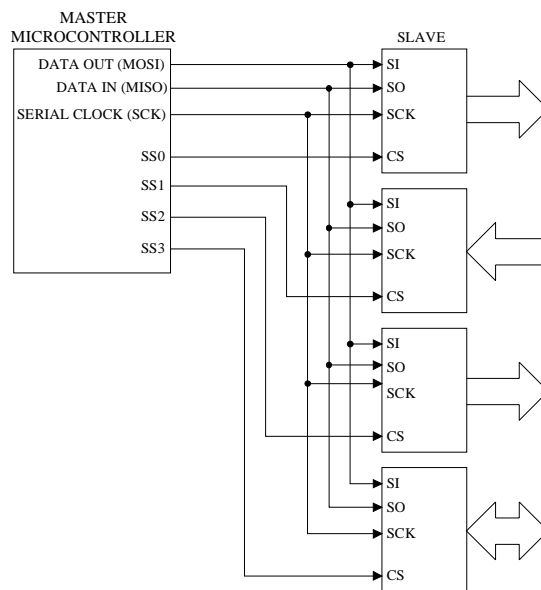 MASTER
MICROCONTROLLER
SLAVE
DATA OUT (MOSI)
DATA IN (MISO)
SERIAL CLOCK (SCK)
SS0
SS1
SS2
SS3
SI
SO
SCK
CS
SI
SO
SCK
CS
SI
SO
SCK
CS
SI
SO
SCK
CS